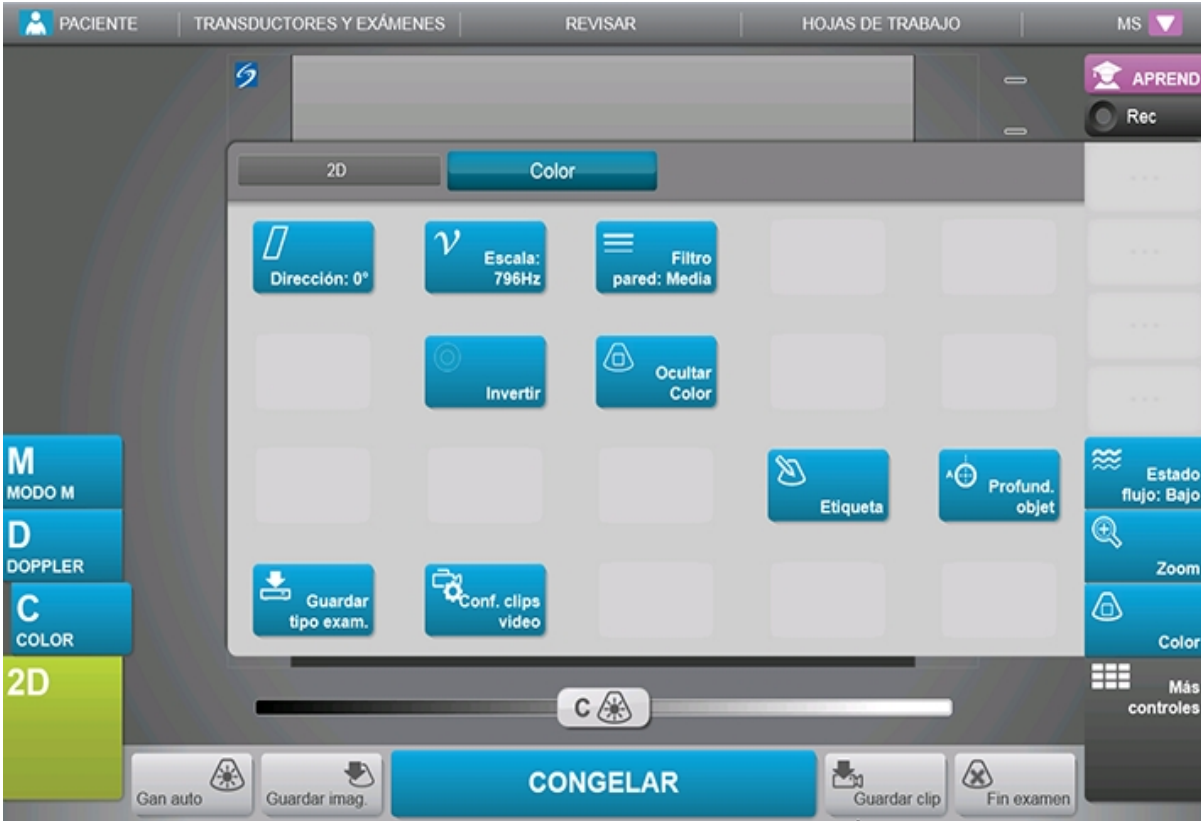 PACIENTE
TRANSDUCTORES Y EXÁMENES
REVISAR
HOJAS DE TRABAJO
MS
APREND
Rec
2D
Color
Dirección: 0°
V
Escala:
796Hz
Filtro
pared: Media
Invertir
Ocultar
Color
M
MODO M
D
DOPPLER
C
COLOR
2D
Etiqueta
A
Profund.
objet
Estado
flujo: Bajo
Zoom
Guardar
tipo exam.
Conf. clips
video
Color
Más
controles
C
Gan auto
Guardar imag.
CONGELAR
Guardar clip
Fin examen